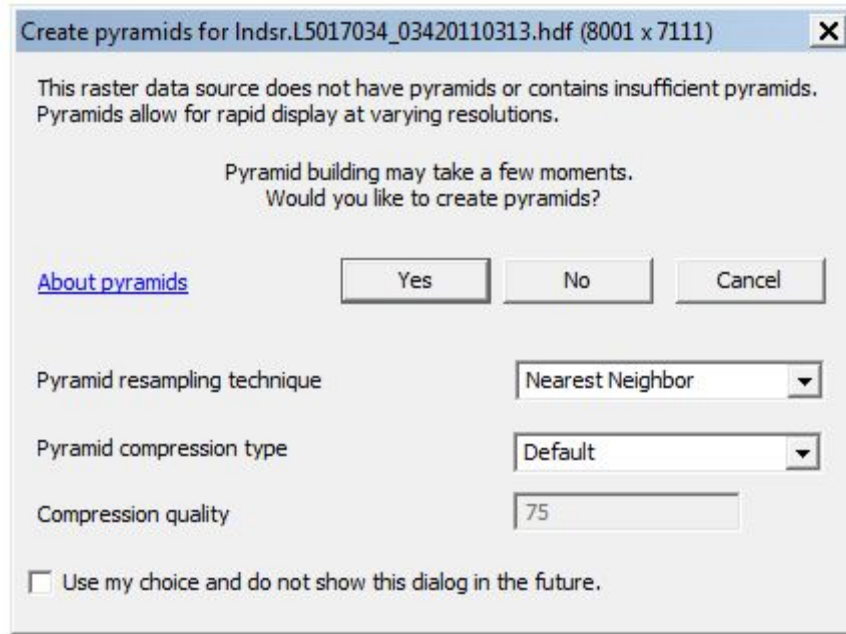 Create pyramids for lndsr.L5017034_03420110313.hdf (8001 x 7111)
This raster data source does not have pyramids or contains insufficient pyramids.
Pyramids allow for rapid display at varying resolutions.
Pyramid building may take a few moments.
Would you like to create pyramids?
About pyramids Yes No Cancel
Pyramid resampling technique Nearest Neighbor
Pyramid compression type Default
Compression quality 75
Use my choice and do not show this dialog in the future.